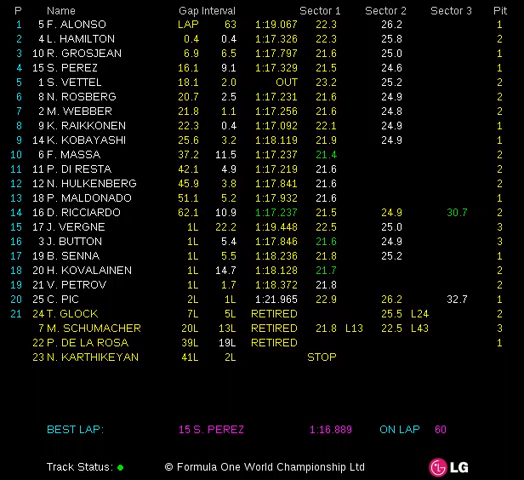 P Name Gap Interval Sector 1 Sector 2 Sector 3 Pit
1 5 F. ALONSO LAP 63 1:19.067 22.3 26.2 1
2 4 L. HAMILTON 0.4 0.4 1:17.326 22.3 25.8 2
3 10 R. GROSJEAN 6.9 6.5 1:17.797 21.6 25.0 1
4 15 S. PEREZ 16.1 9.1 1:17.329 21.5 24.6 1
5 1 S. VETTEL 18.1 2.0 OUT 23.2 25.2 2
6 8 N. ROSBERG 20.7 2.5 1:17.231 21.6 24.9 2
7 2 M. WEBBER 21.8 1.1 1:17.256 21.6 24.8 2
8 9 K. RAIKKONEN 22.3 0.4 1:17.092 22.1 24.9 1
9 14 K. KOBAYASHI 25.6 3.2 1:18.119 21.9 24.9 1
10 6 F. MASSA 37.2 11.5 1:17.237 21.4 2
11 11 P. DI RESTA 42.1 4.9 1:17.219 21.6 2
12 12 N. HULKENBERG 45.9 3.8 1:17.841 21.6 2
13 18 P. MALDONADO 51.1 5.2 1:17.932 21.6 2
14 16 D. RICCIARDO 62.1 10.9 1:17.237 21.5 24.9 30.7 2
15 17 J. VERGNE 1L 22.2 1:19.448 22.5 25.0 3
16 3 J. BUTTON 1L 5.4 1:17.846 21.6 24.9 3
17 19 B. SENNA 1L 5.5 1:18.236 21.8 25.2 1
18 20 H. KOVALAINEN 1L 14.7 1:18.128 21.7 2
19 21 V. PETROV 1L 1.7 1:18.372 21.8 2
20 25 C. PIC 2L 1L 1:21.965 22.9 26.2 32.7 1
21 24 T. GLOCK 7L 5L RETIRED 25.5 L24 2
7 M. SCHUMACHER 20L 13L RETIRED 21.8 L13 22.5 L43 3
22 P. DE LA ROSA 39L 19L RETIRED 1
23 N. KARTHIKEYAN 41L 2L STOP
BEST LAP: 15 S. PEREZ 1:16.889 ON LAP 60
Track Status: © Formula One World Championship Ltd LG